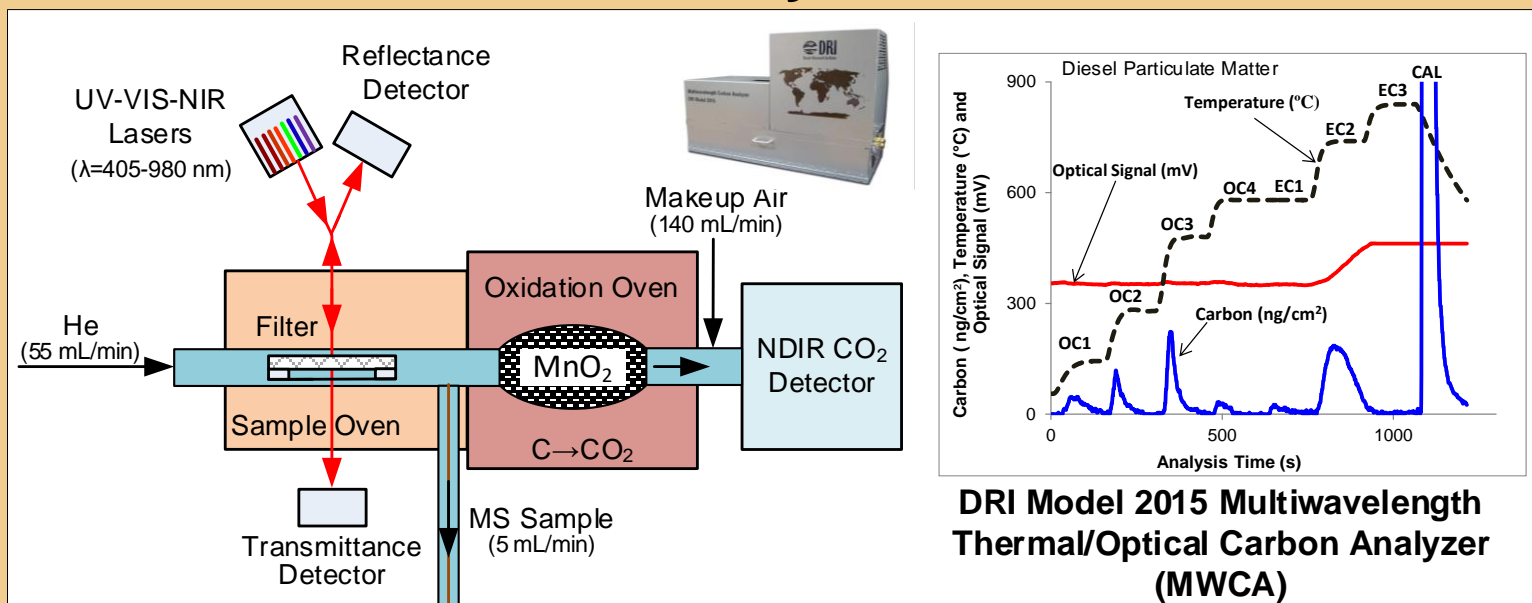 UV-VIS-NIR
Lasers
(λ=405-980 nm)
Reflectance
Detector
DRI
Makeup Air
(140 mL/min)
He
(55 mL/min)
Filter
Sample Oven
Oxidation Oven
MnO₂
C→CO₂
NDIR CO₂
Detector
MS Sample
(5 mL/min)
Transmittance
Detector
Diesel Particulate Matter
CAL
Temperature (°C)
Optical Signal (mV)
Carbon (ng/cm²)
OC1
OC2
OC3
OC4
EC1
EC2
EC3
Carbon ( ng/cm²), Temperature (°C) and
Optical Signal (mV)
900
600
300
0
0
500
1000
Analysis Time (s)
DRI Model 2015 Multiwavelength
Thermal/Optical Carbon Analyzer
(MWCA)